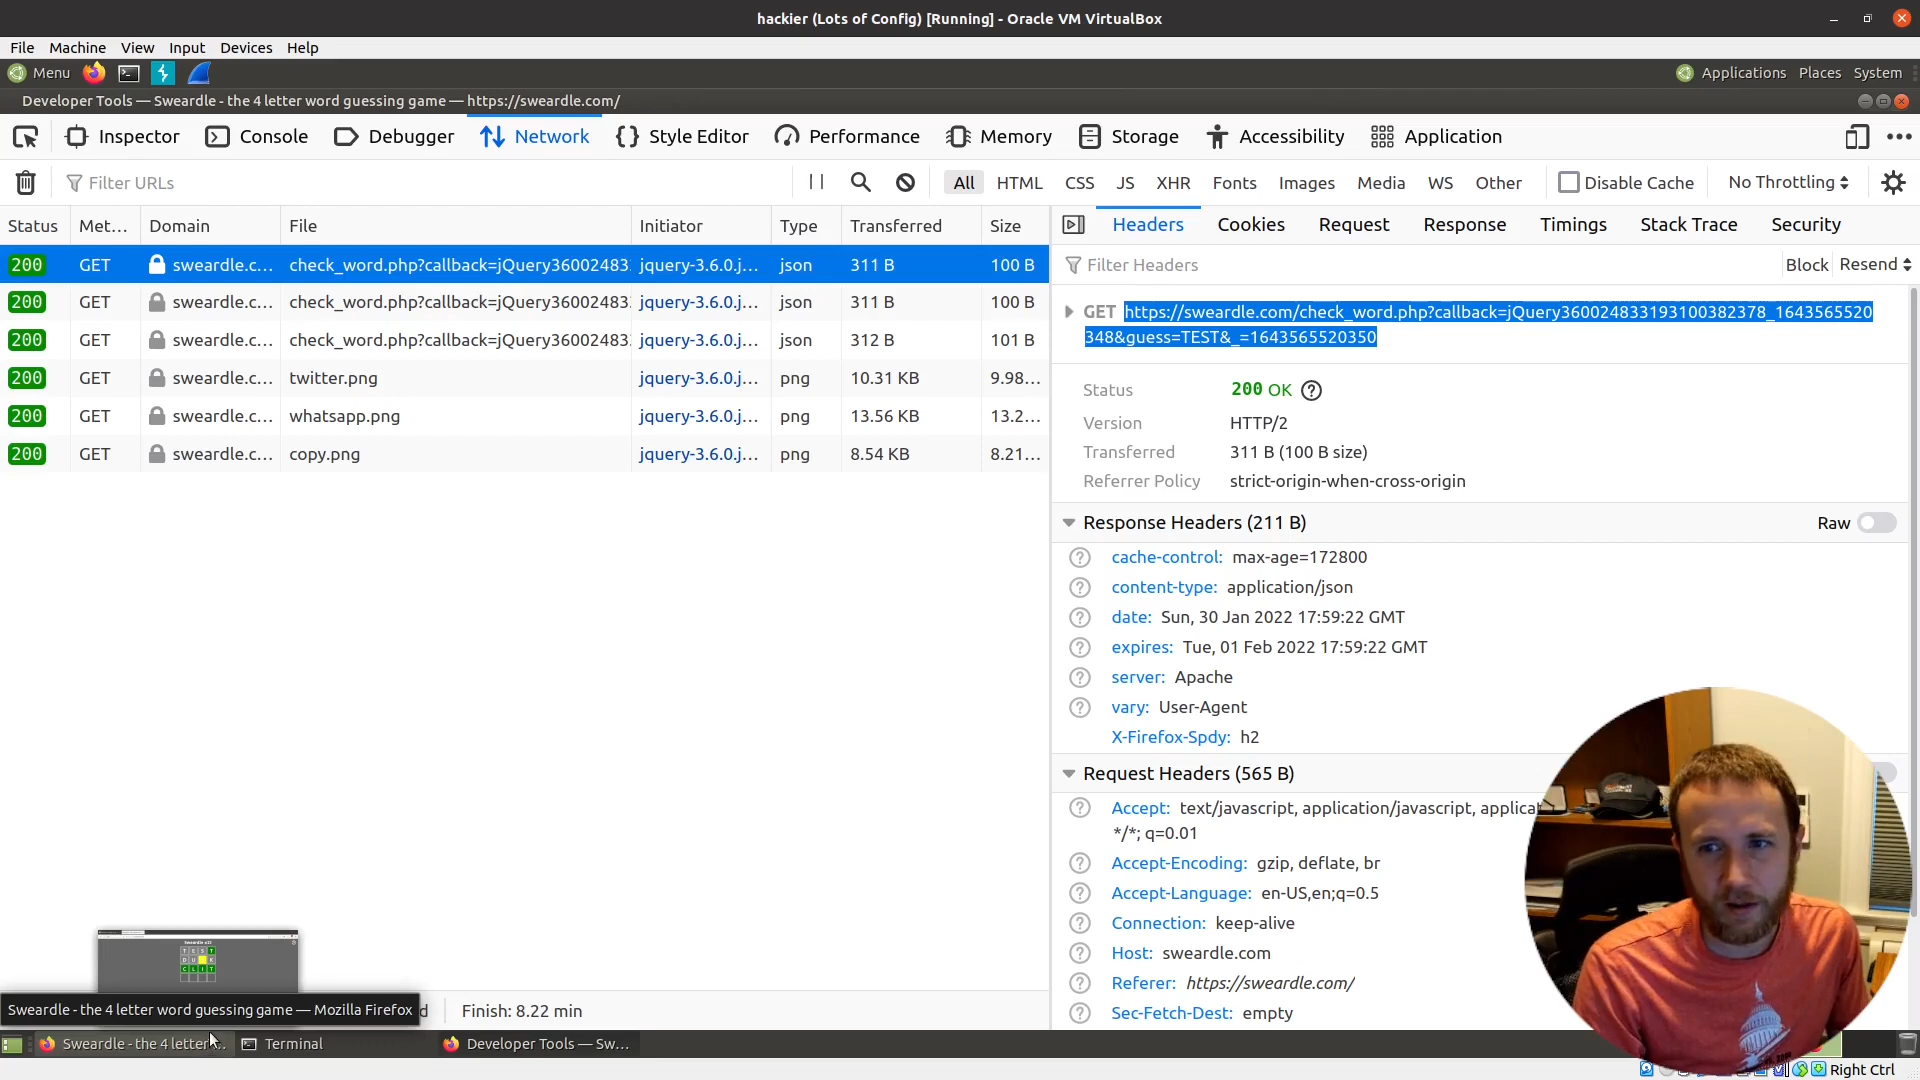 hackier (Lots of Config) [Running] - Oracle VM VirtualBox
File Machine View Input Devices Help
Menu Applications Places System
Developer Tools — Sweardle - the 4 letter word guessing game — https://sweardle.com/
Inspector Console Debugger Network Style Editor Performance Memory Storage Accessibility Application
Filter URLs All HTML CSS JS XHR Fonts Images Media WS Other Disable Cache No Throttling
Status Met... Domain File Initiator Type Transferred Size
200 GET sweardle.c... check_word.php?callback=jQuery36002483 jquery-3.6.0.j... json 311 B 100 B
200 GET sweardle.c... check_word.php?callback=jQuery36002483 jquery-3.6.0.j... json 311 B 100 B
200 GET sweardle.c... check_word.php?callback=jQuery36002483 jquery-3.6.0.j... json 312 B 101 B
200 GET sweardle.c... twitter.png jquery-3.6.0.j... png 10.31 KB 9.98...
200 GET sweardle.c... whatsapp.png jquery-3.6.0.j... png 13.56 KB 13.2...
200 GET sweardle.c... copy.png jquery-3.6.0.j... png 8.54 KB 8.21...
Headers Cookies Request Response Timings Stack Trace Security
Filter Headers Block Resend
GET https://sweardle.com/check_word.php?callback=jQuery360024833193100382378_1643565520
348&guess=TEST&_=1643565520350
Status 200 OK
Version HTTP/2
Transferred 311 B (100 B size)
Referrer Policy strict-origin-when-cross-origin
Response Headers (211 B) Raw
cache-control: max-age=172800
content-type: application/json
date: Sun, 30 Jan 2022 17:59:22 GMT
expires: Tue, 01 Feb 2022 17:59:22 GMT
server: Apache
vary: User-Agent
X-Firefox-Spdy: h2
Request Headers (565 B)
Accept: text/javascript, application/javascript, applicat
*/*; q=0.01
Accept-Encoding: gzip, deflate, br
Accept-Language: en-US,en;q=0.5
Connection: keep-alive
Host: sweardle.com
Referer: https://sweardle.com/
Sec-Fetch-Dest: empty
T E S T
C L I T
Sweardle - the 4 letter word guessing game — Mozilla Firefox
Finish: 8.22 min
Sweardle - the 4 letter ... Terminal Developer Tools — Sw...
Right Ctrl